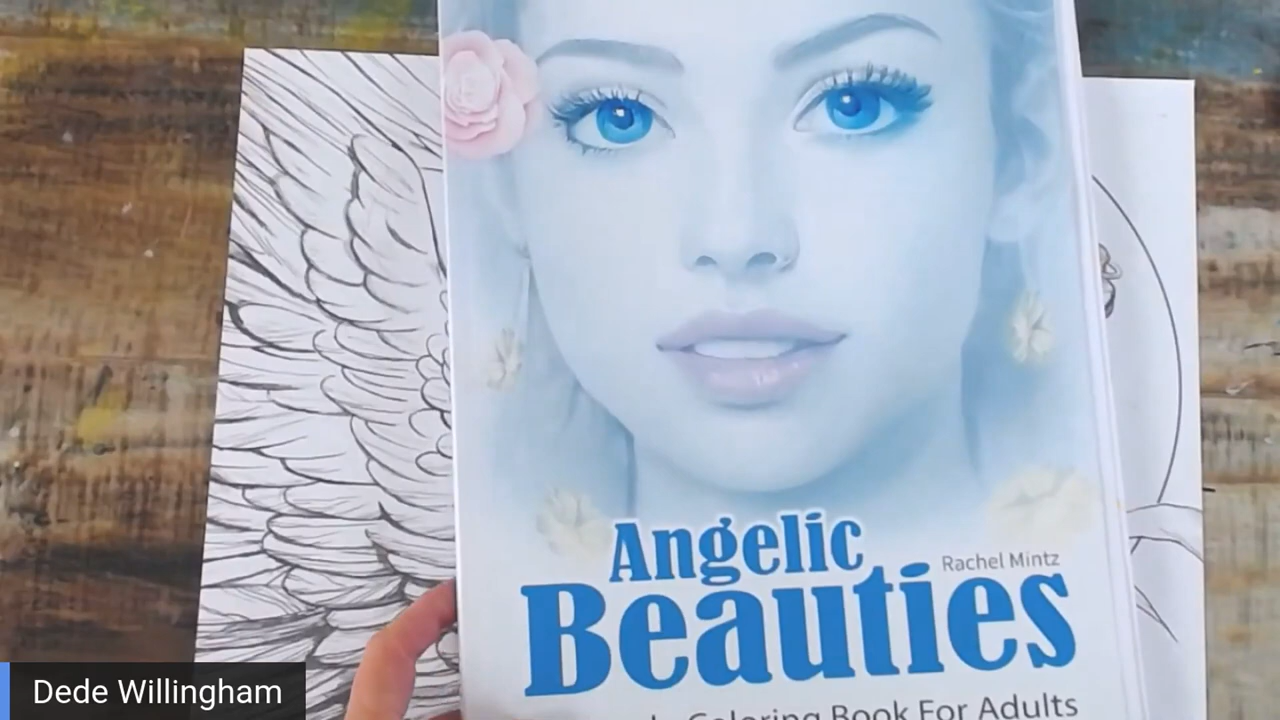 Angelic
Rachel Mintz
Beauties
Coloring Book For Adults
Dede Willingham